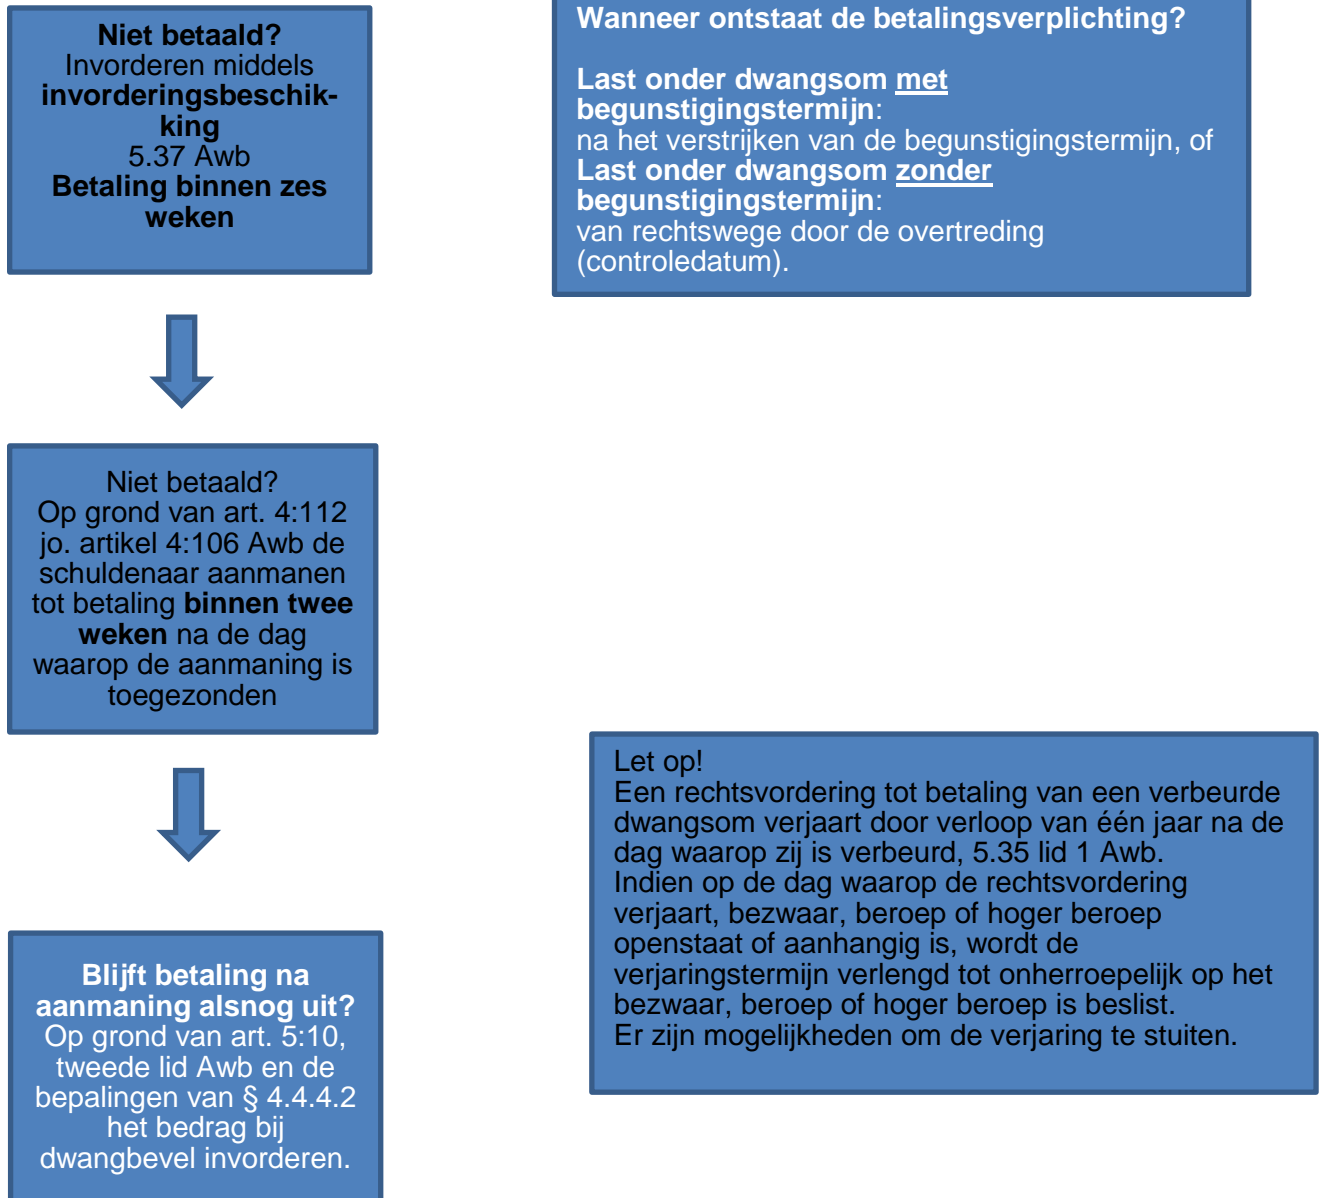 Niet betaald?
Invorderen middels
invorderingsbeschik-
king
5.37 Awb
Betaling binnen zes
weken
Wanneer ontstaat de betalingsverplichting?
Last onder dwangsom met
begunstigingstermijn:
na het verstrijken van de begunstigingstermijn, of
Last onder dwangsom zonder
begunstigingstermijn:
van rechtswege door de overtreding
(controledatum).
Niet betaald?
Op grond van art. 4:112
jo. artikel 4:106 Awb de
schuldenaar aanmanen
tot betaling binnen twee
weken na de dag
waarop de aanmaning is
toegezonden
Let op!
Een rechtsvordering tot betaling van een verbeurde
dwangsom verjaart door verloop van één jaar na de
dag waarop zij is verbeurd, 5.35 lid 1 Awb.
Indien op de dag waarop de rechtsvordering
verjaart, bezwaar, beroep of hoger beroep
openstaat of aanhangig is, wordt de
verjaringstermijn verlengd tot onherroepelijk op het
bezwaar, beroep of hoger beroep is beslist.
Er zijn mogelijkheden om de verjaring te stuiten.
Blijft betaling na
aanmaning alsnog uit?
Op grond van art. 5:10,
tweede lid Awb en de
bepalingen van § 4.4.4.2
het bedrag bij
dwangbevel invorderen.